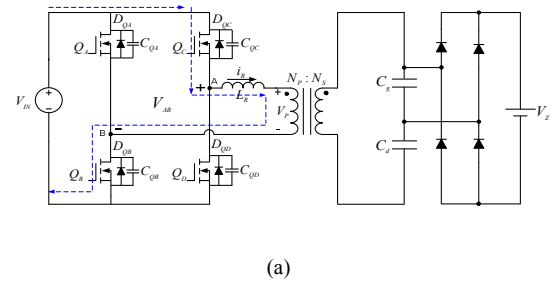 D_QA
D_QC
Q_A
C_QA
Q_C
C_QC
i_R
N_P : N_S
A
+
L_R
+
C_g
V_IN
V_AB
V_P
V_Z
B
-
-
D_QB
D_QD
C_d
Q_B
C_QB
Q_D
C_QD
(a)